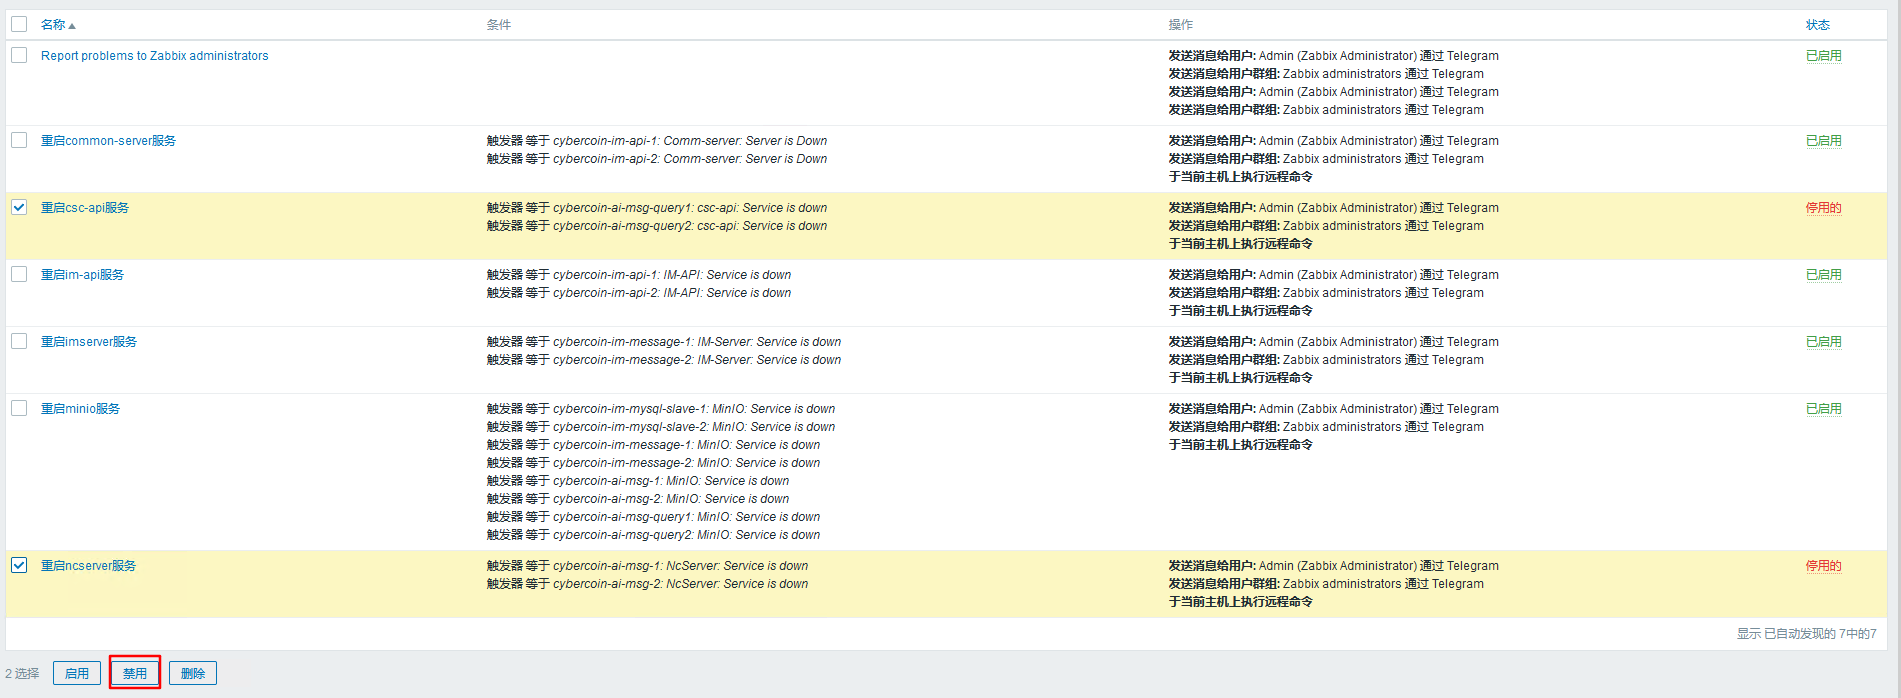 名称 条件 操作 状态
Report problems to Zabbix administrators 发送消息给用户: Admin (Zabbix Administrator) 通过 Telegram 已启用
发送消息给用户群组: Zabbix administrators 通过 Telegram
发送消息给用户: Admin (Zabbix Administrator) 通过 Telegram
发送消息给用户群组: Zabbix administrators 通过 Telegram
重启common-server服务 触发器 等于 cybercoin-im-api-1: Comm-server: Server is Down 发送消息给用户: Admin (Zabbix Administrator) 通过 Telegram 已启用
触发器 等于 cybercoin-im-api-2: Comm-server: Server is Down 发送消息给用户群组: Zabbix administrators 通过 Telegram
于当前主机上执行远程命令
重启csc-api服务 触发器 等于 cybercoin-ai-msg-query1: csc-api: Service is down 发送消息给用户: Admin (Zabbix Administrator) 通过 Telegram 停用的
触发器 等于 cybercoin-ai-msg-query2: csc-api: Service is down 发送消息给用户群组: Zabbix administrators 通过 Telegram
于当前主机上执行远程命令
重启im-api服务 触发器 等于 cybercoin-im-api-1: IM-API: Service is down 发送消息给用户: Admin (Zabbix Administrator) 通过 Telegram 已启用
触发器 等于 cybercoin-im-api-2: IM-API: Service is down 发送消息给用户群组: Zabbix administrators 通过 Telegram
于当前主机上执行远程命令
重启imserver服务 触发器 等于 cybercoin-im-message-1: IM-Server: Service is down 发送消息给用户: Admin (Zabbix Administrator) 通过 Telegram 已启用
触发器 等于 cybercoin-im-message-2: IM-Server: Service is down 发送消息给用户群组: Zabbix administrators 通过 Telegram
于当前主机上执行远程命令
重启minio服务 触发器 等于 cybercoin-im-mysql-slave-1: MinIO: Service is down 发送消息给用户: Admin (Zabbix Administrator) 通过 Telegram 已启用
触发器 等于 cybercoin-im-mysql-slave-2: MinIO: Service is down 发送消息给用户群组: Zabbix administrators 通过 Telegram
触发器 等于 cybercoin-im-message-1: MinIO: Service is down 于当前主机上执行远程命令
触发器 等于 cybercoin-im-message-2: MinIO: Service is down
触发器 等于 cybercoin-ai-msg-1: MinIO: Service is down
触发器 等于 cybercoin-ai-msg-2: MinIO: Service is down
触发器 等于 cybercoin-ai-msg-query1: MinIO: Service is down
触发器 等于 cybercoin-ai-msg-query2: MinIO: Service is down
重启ncserver服务 触发器 等于 cybercoin-ai-msg-1: NcServer: Service is down 发送消息给用户: Admin (Zabbix Administrator) 通过 Telegram 停用的
触发器 等于 cybercoin-ai-msg-2: NcServer: Service is down 发送消息给用户群组: Zabbix administrators 通过 Telegram
于当前主机上执行远程命令
显示 已自动发现的 7中的7
2 选择 启用 禁用 删除